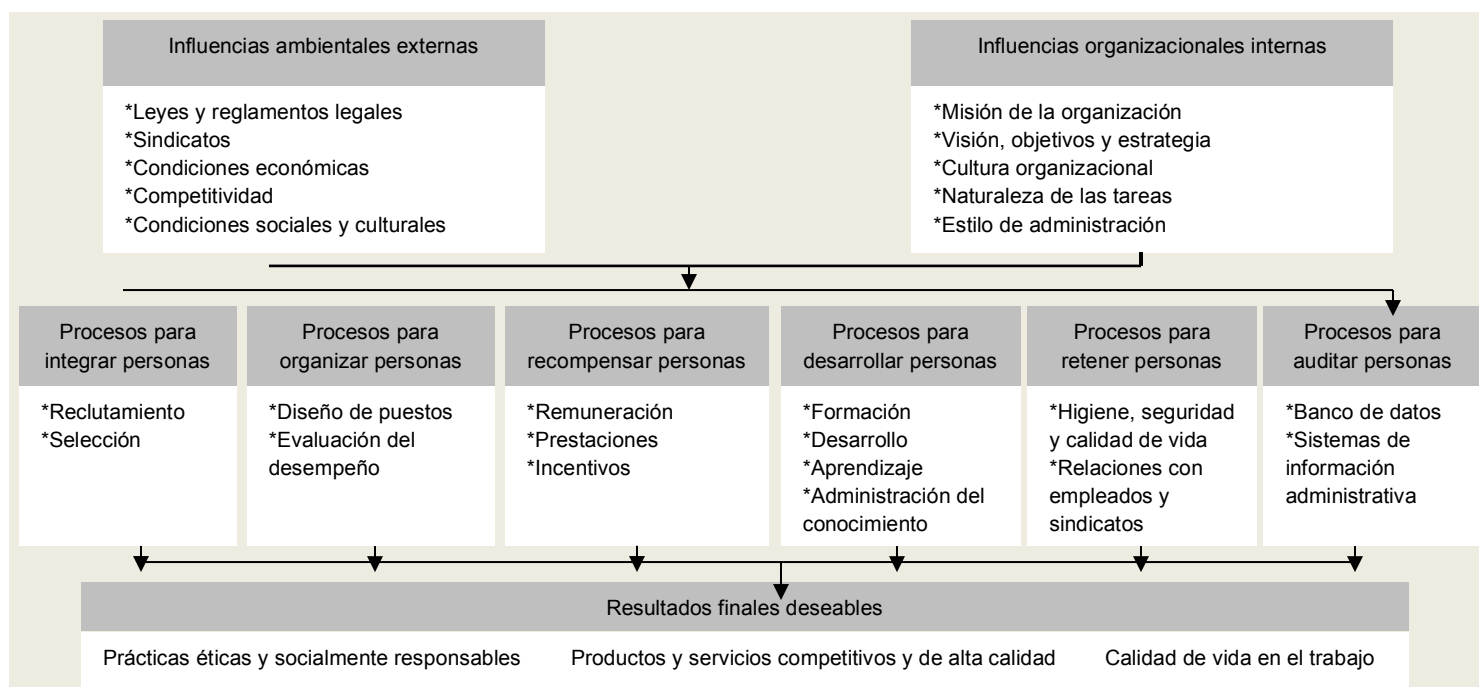 Influencias ambientales externas
*Leyes y reglamentos legales
*Sindicatos
*Condiciones económicas
*Competitividad
*Condiciones sociales y culturales
Influencias organizacionales internas
*Misión de la organización
*Visión, objetivos y estrategia
*Cultura organizacional
*Naturaleza de las tareas
*Estilo de administración
Procesos para
integrar personas
*Reclutamiento
*Selección
Procesos para
organizar personas
*Diseño de puestos
*Evaluación del
desempeño
Procesos para
recompensar personas
*Remuneración
*Prestaciones
*Incentivos
Procesos para
desarrollar personas
*Formación
*Desarrollo
*Aprendizaje
*Administración del
conocimiento
Procesos para
retener personas
*Higiene, seguridad
y calidad de vida
*Relaciones con
empleados y
sindicatos
Procesos para
auditar personas
*Banco de datos
*Sistemas de
información
administrativa
Resultados finales deseables
Prácticas éticas y socialmente responsables
Productos y servicios competitivos y de alta calidad
Calidad de vida en el trabajo